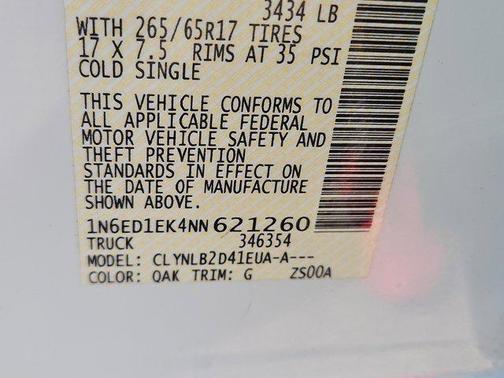 3434 LB
WITH 265/65R17 TIRES
17 X 7.5 RIMS AT 35 PSI
COLD SINGLE
THIS VEHICLE CONFORMS TO
ALL APPLICABLE FEDERAL
MOTOR VEHICLE SAFETY AND
THEFT PREVENTION
STANDARDS IN EFFECT ON
THE DATE OF MANUFACTURE
SHOWN ABOVE.
1N6ED1EK4NN621260
TRUCK 346354
MODEL: CLYNLB2D41EUA-A---
COLOR: QAK TRIM: G ZS00A